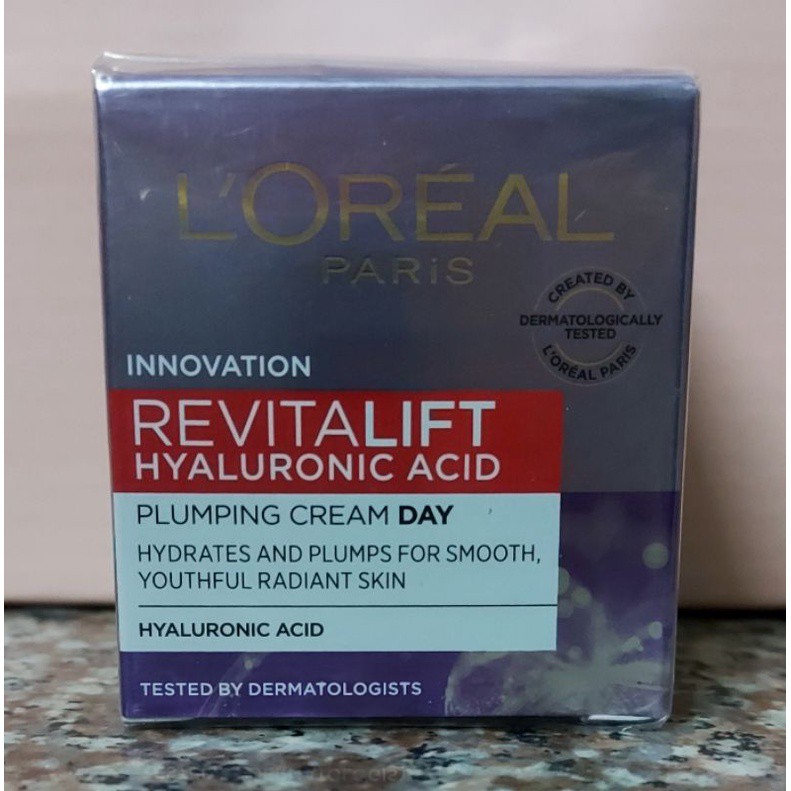 L'ORÉAL
PARiS
CREATED BY
DERMATOLOGICALLY
TESTED
L'ORÉAL PARIS
INNOVATION
REVITALIFT
HYALURONIC ACID
PLUMPING CREAM DAY
HYDRATES AND PLUMPS FOR SMOOTH,
YOUTHFUL RADIANT SKIN
HYALURONIC ACID
TESTED BY DERMATOLOGISTS